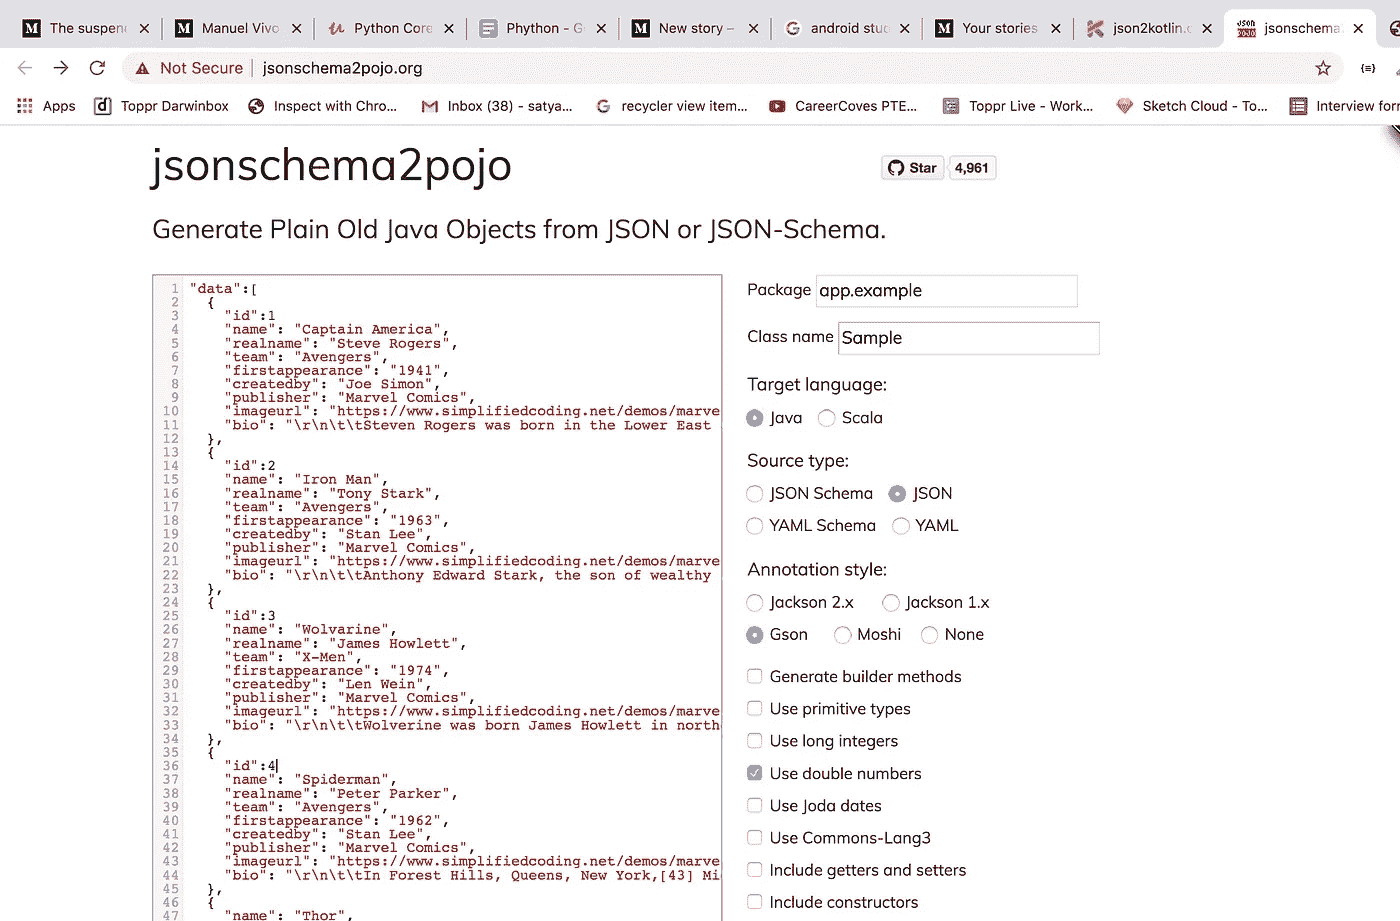 The suspen
Manuel Vivo
Python Core
Phython - G
New story –
android stud
Your stories
json2kotlin.c
jsonschema2
Not Secure
jsonschema2pojo.org
Apps
Toppr Darwinbox
Inspect with Chro...
Inbox (38) - satya...
recycler view item...
CareerCoves PTE...
Toppr Live - Work...
Sketch Cloud - To...
Interview for
jsonschema2pojo
Star
4,961
Generate Plain Old Java Objects from JSON or JSON-Schema.
1 "data":[
2 {
3 "id":1
4 "name": "Captain America",
5 "realname": "Steve Rogers",
6 "team": "Avengers",
7 "firstappearance": "1941",
8 "createdby": "Joe Simon",
9 "publisher": "Marvel Comics",
10 "imageurl": "https://www.simplifiedcoding.net/demos/marve
11 "bio": "\r\n\t\tSteven Rogers was born in the Lower East
12 },
13 {
14 "id":2
15 "name": "Iron Man",
16 "realname": "Tony Stark",
17 "team": "Avengers",
18 "firstappearance": "1963",
19 "createdby": "Stan Lee",
20 "publisher": "Marvel Comics",
21 "imageurl": "https://www.simplifiedcoding.net/demos/marve
22 "bio": "\r\n\t\tAnthony Edward Stark, the son of wealthy
23 },
24 {
25 "id":3
26 "name": "Wolvarine",
27 "realname": "James Howlett",
28 "team": "X-Men",
29 "firstappearance": "1974",
30 "createdby": "Len Wein",
31 "publisher": "Marvel Comics",
32 "imageurl": "https://www.simplifiedcoding.net/demos/marve
33 "bio": "\r\n\t\tWolverine was born James Howlett in north
34 },
35 {
36 "id":4
37 "name": "Spiderman",
38 "realname": "Peter Parker",
39 "team": "Avengers",
40 "firstappearance": "1962",
41 "createdby": "Stan Lee",
42 "publisher": "Marvel Comics",
43 "imageurl": "https://www.simplifiedcoding.net/demos/marve
44 "bio": "\r\n\t\tIn Forest Hills, Queens, New York,[43] Mi
45 },
46 {
47 "name": "Thor",
Package app.example
Class name Sample
Target language:
Java Scala
Source type:
JSON Schema JSON
YAML Schema YAML
Annotation style:
Jackson 2.x Jackson 1.x
Gson Moshi None
Generate builder methods
Use primitive types
Use long integers
Use double numbers
Use Joda dates
Use Commons-Lang3
Include getters and setters
Include constructors